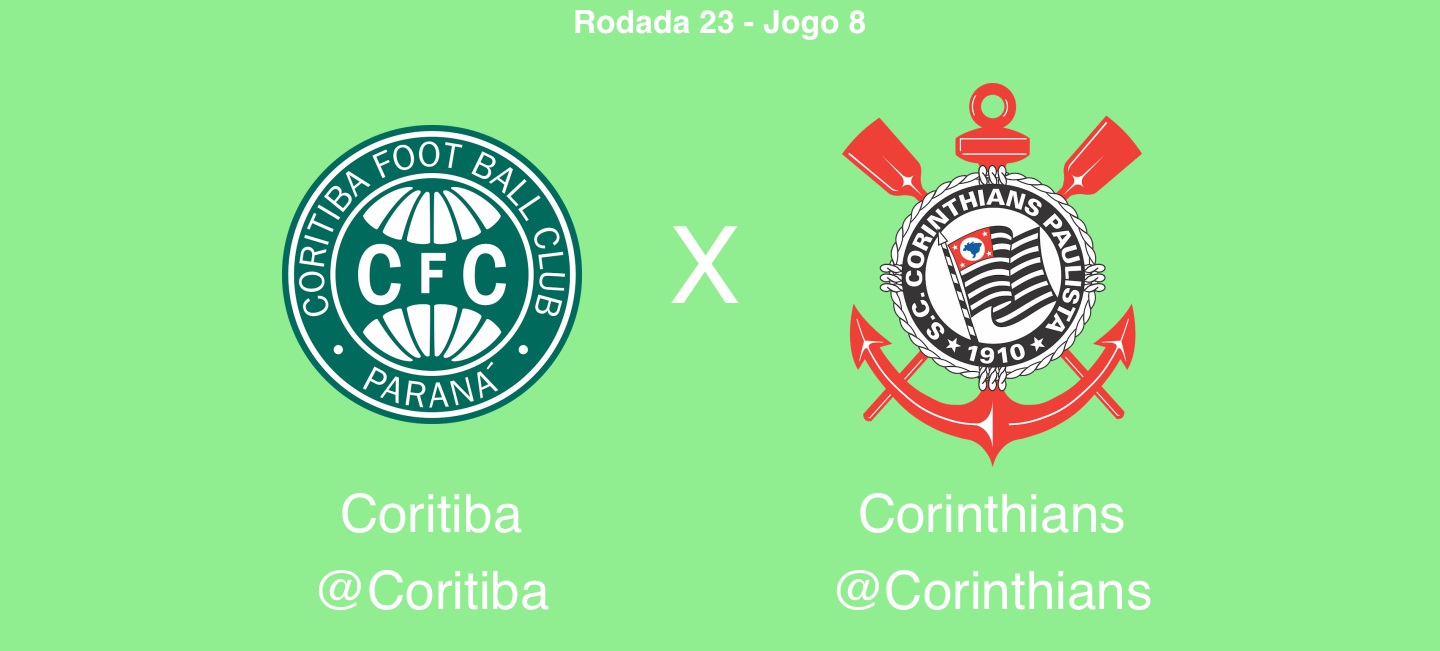 Rodada 23 - Jogo 8
CORITIBA FOOT BALL CLUB
CFC
PARANÁ
X
S.C. CORINTHIANS PAULISTA
1910
Coritiba
Corinthians
@Coritiba
@Corinthians